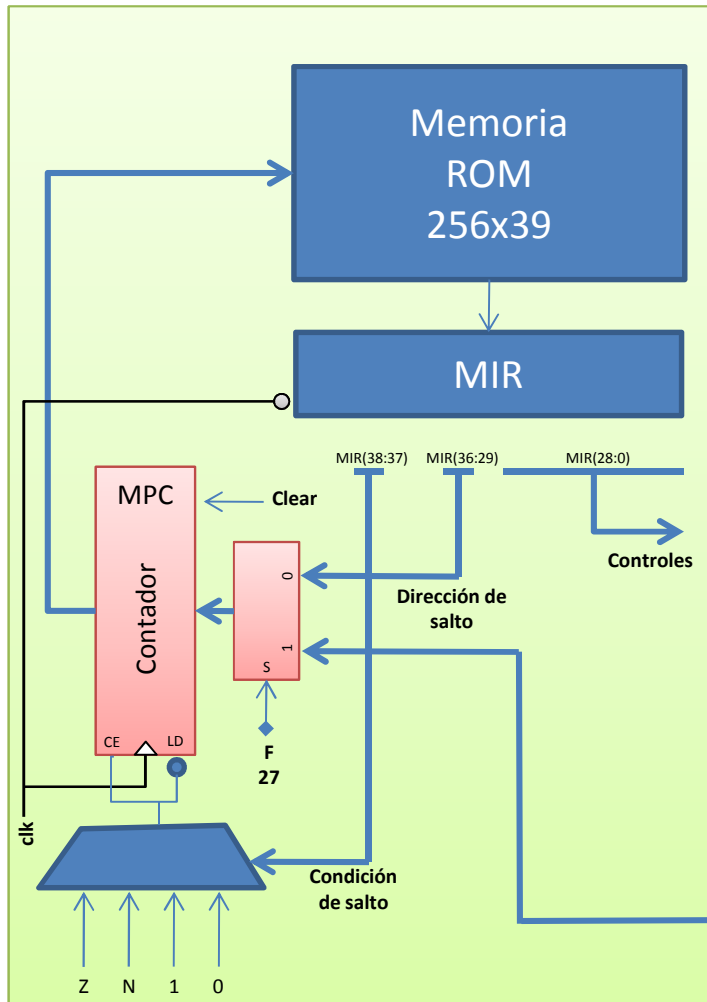 Memoria
ROM
256x39
MIR
MIR(38:37)
MIR(36:29)
MIR(28:0)
MPC
Clear
Controles
0
Dirección de
salto
Contador
1
S
CE
LD
F
27
clk
Condición
de salto
Z
N
1
0